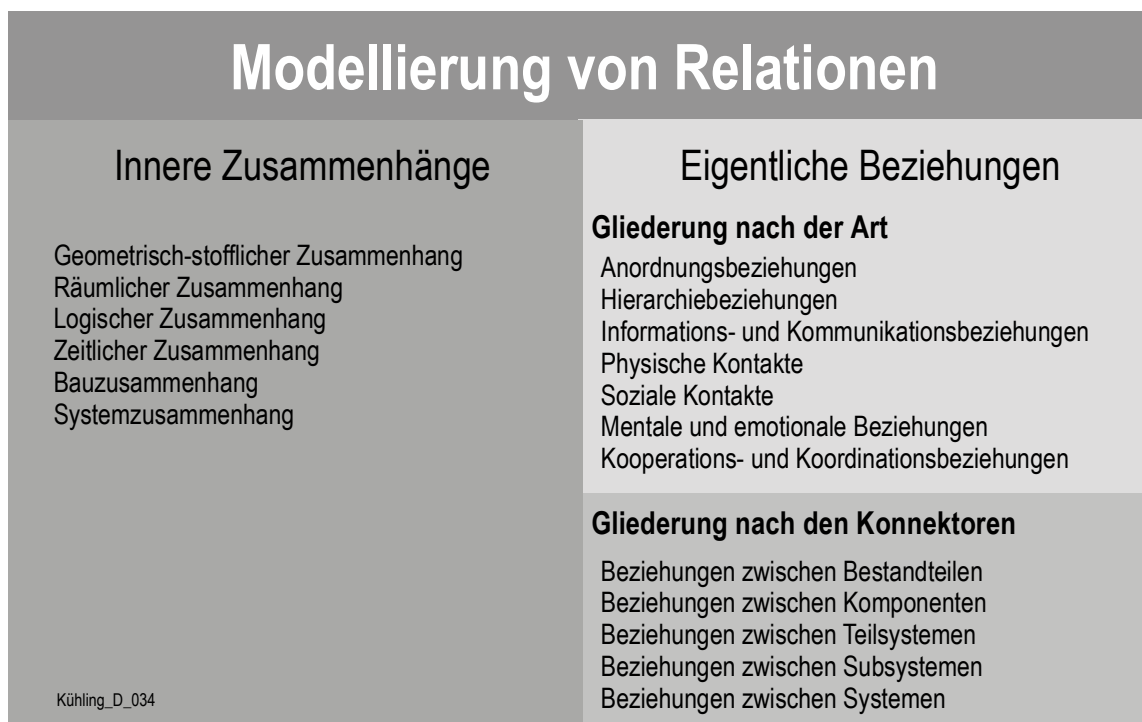 Modellierung von Relationen
Innere Zusammenhänge
Geometrisch-stofflicher Zusammenhang
Räumlicher Zusammenhang
Logischer Zusammenhang
Zeitlicher Zusammenhang
Bauzusammenhang
Systemzusammenhang
Kühling_D_034
Eigentliche Beziehungen
Gliederung nach der Art
Anordnungsbeziehungen
Hierarchiebeziehungen
Informations- und Kommunikationsbeziehungen
Physische Kontakte
Soziale Kontakte
Mentale und emotionale Beziehungen
Kooperations- und Koordinationsbeziehungen
Gliederung nach den Konnektoren
Beziehungen zwischen Bestandteilen
Beziehungen zwischen Komponenten
Beziehungen zwischen Teilsystemen
Beziehungen zwischen Subsystemen
Beziehungen zwischen Systemen